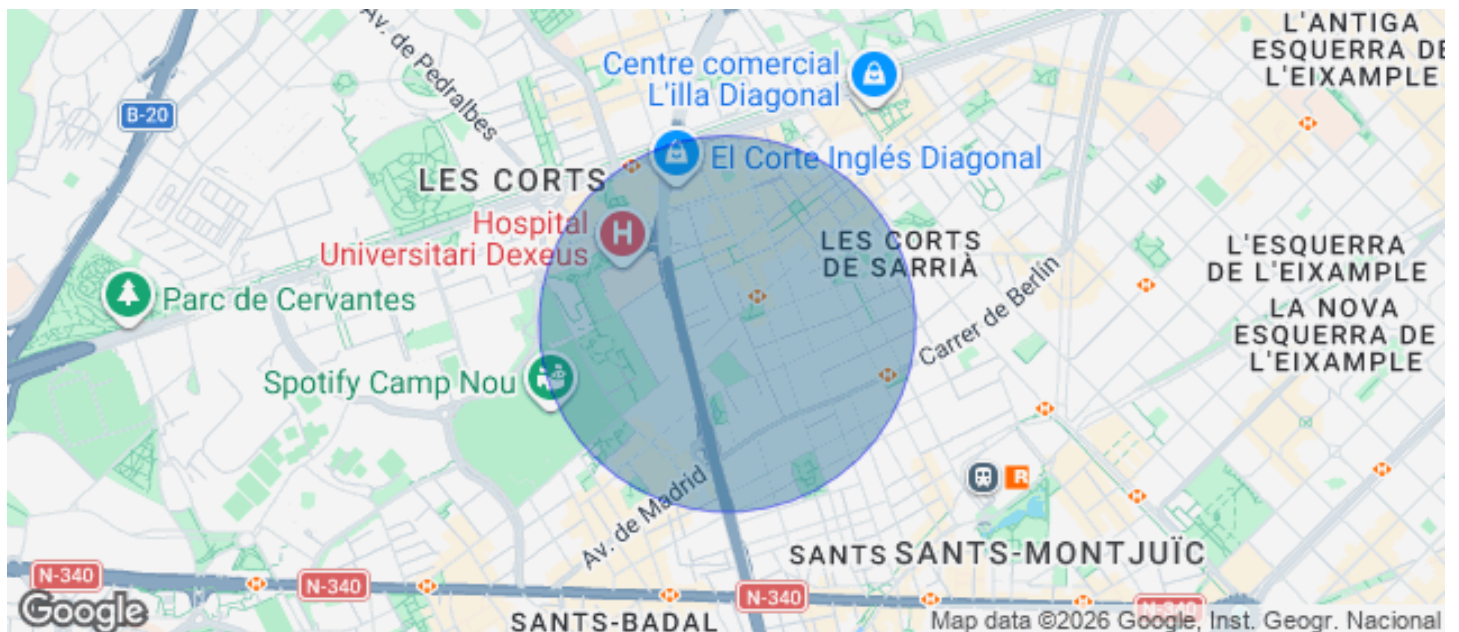 L'ANTIGA
ESQUERRA DE
L'EIXAMPLE
Av. de Pedralbes
Centre comercial
L'illa Diagonal
B-20
El Corte Inglés Diagonal
LES CORTS
Hospital
Universitari Dexeus
H
LES CORTS
DE SARRIÀ
L'ESQUERRA
DE L'EIXAMPLE
Parc de Cervantes
Carrer de Berlin
LA NOVA
ESQUERRA DE
L'EIXAMPLE
Spotify Camp Nou
R
Av. de Madrid
SANTS
SANTS-MONTJUÏC
N-340
N-340
N-340
N-340
Google
SANTS-BADAL
Map data ©2026 Google, Inst. Geogr. Nacional